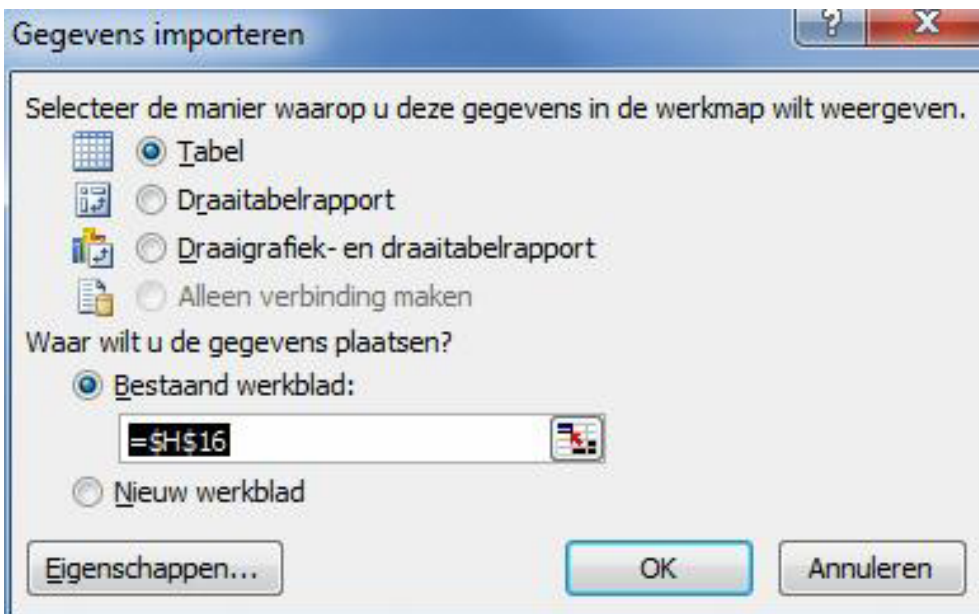 Gegevens importeren
Selecteer de manier waarop u deze gegevens in de werkmap wilt weergeven.
Tabel
Draaitabelrapport
Draaigrafiek- en draaitabelrapport
Alleen verbinding maken
Waar wilt u de gegevens plaatsen?
Bestaand werkblad:
=$H$16
Nieuw werkblad
Eigenschappen... OK Annuleren